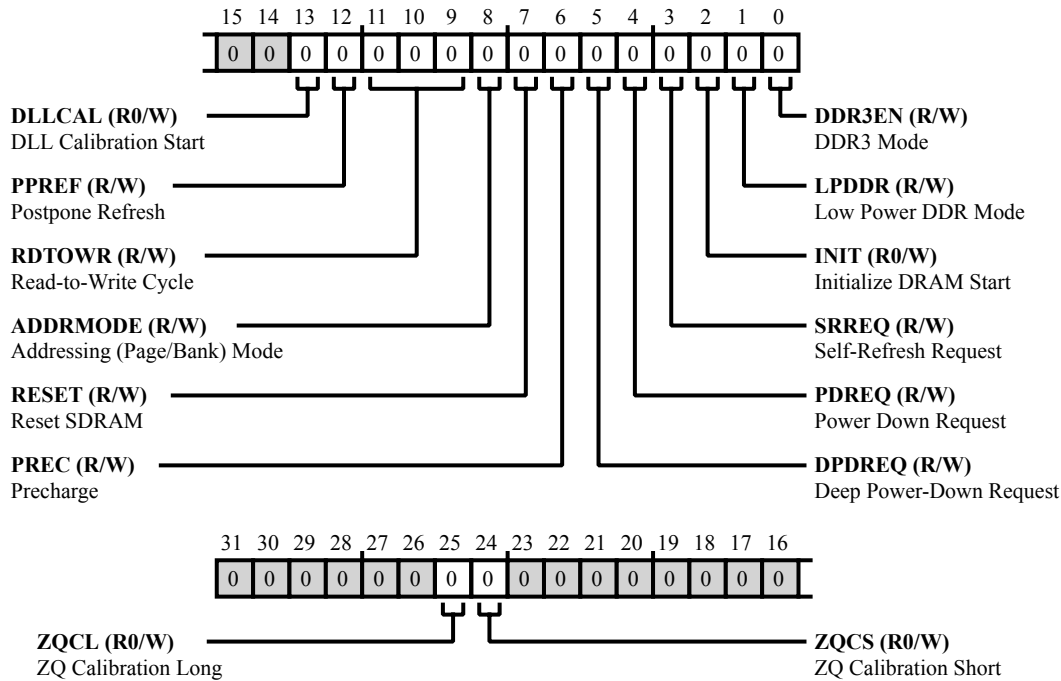 15 14 13 12 11 10 9 8 7 6 5 4 3 2 1 0
0 0 0 0 0 0 0 0 0 0 0 0 0 0 0 0
DLLCAL (R0/W)
DLL Calibration Start
DDR3EN (R/W)
DDR3 Mode
PPREF (R/W)
Postpone Refresh
LPDDR (R/W)
Low Power DDR Mode
RDTOWR (R/W)
Read-to-Write Cycle
INIT (R0/W)
Initialize DRAM Start
ADDRMODE (R/W)
Addressing (Page/Bank) Mode
SRREQ (R/W)
Self-Refresh Request
RESET (R/W)
Reset SDRAM
PDREQ (R/W)
Power Down Request
PREC (R/W)
Precharge
DPDREQ (R/W)
Deep Power-Down Request
31 30 29 28 27 26 25 24 23 22 21 20 19 18 17 16
0 0 0 0 0 0 0 0 0 0 0 0 0 0 0 0
ZQCL (R0/W)
ZQ Calibration Long
ZQCS (R0/W)
ZQ Calibration Short